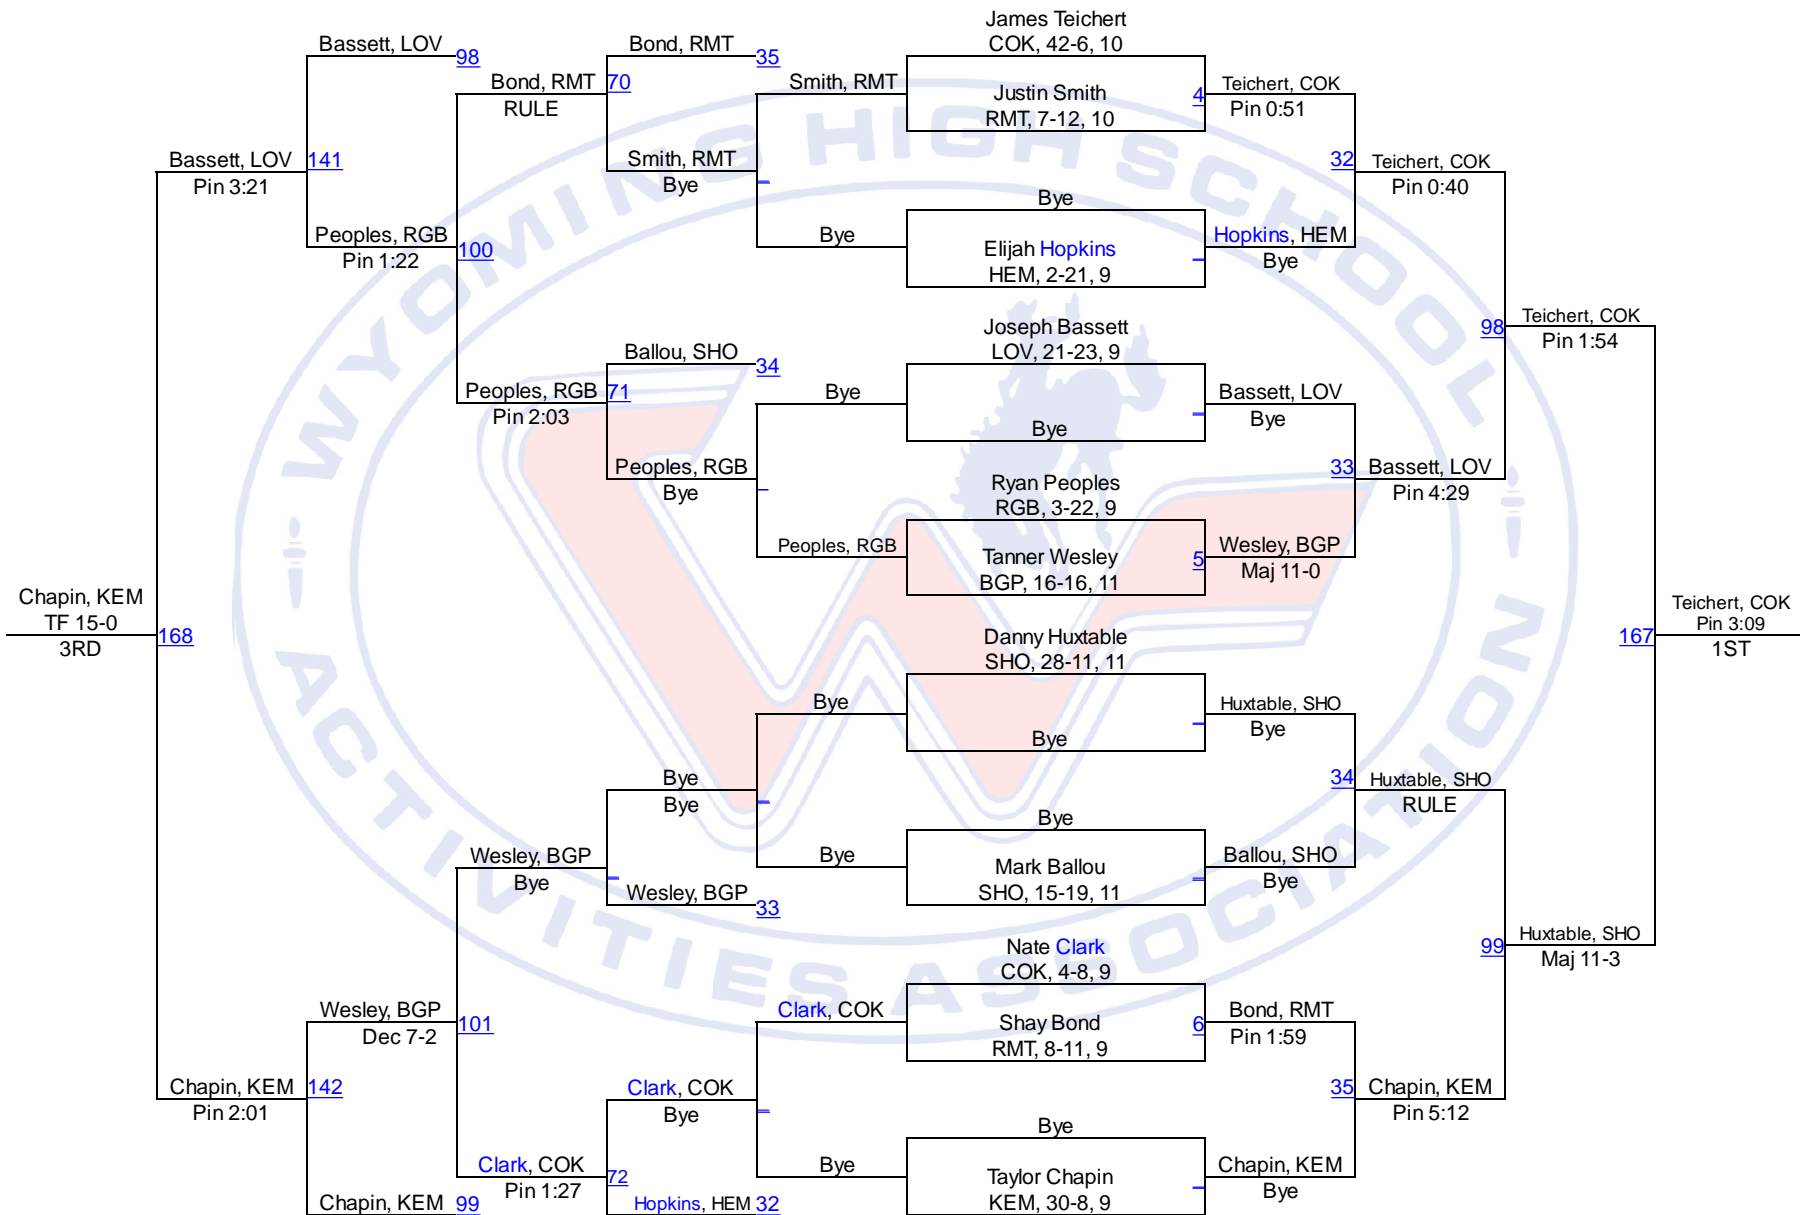 James Teichert
COK, 42-6, 10
Bassett, LOV
98
Bond, RMT
35
Bond, RMT
RULE
70
Smith, RMT
Justin Smith
RMT, 7-12, 10
4
Teichert, COK
Pin 0:51
WYOMING HIGH SCHOOL
ACTIVITIES ASSOCIATION
Bassett, LOV
Pin 3:21
141
Smith, RMT
Bye
32
Teichert, COK
Pin 0:40
Bye
Peoples, RGB
Pin 1:22
100
Bye
Elijah Hopkins
HEM, 2-21, 9
Hopkins, HEM
Bye
Joseph Bassett
LOV, 21-23, 9
98
Teichert, COK
Pin 1:54
Ballou, SHO
34
Peoples, RGB
Pin 2:03
71
Bye
Bye
Bassett, LOV
Bye
Peoples, RGB
Bye
Ryan Peoples
RGB, 3-22, 9
33
Bassett, LOV
Pin 4:29
Peoples, RGB
Tanner Wesley
BGP, 16-16, 11
5
Wesley, BGP
Maj 11-0
Chapin, KEM
TF 15-0
3RD
168
Danny Huxtable
SHO, 28-11, 11
167
Teichert, COK
Pin 3:09
1ST
Bye
Bye
Huxtable, SHO
Bye
Bye
Bye
34
Huxtable, SHO
RULE
Bye
Wesley, BGP
Bye
Bye
Mark Ballou
SHO, 15-19, 11
Ballou, SHO
Bye
Wesley, BGP
33
Nate Clark
COK, 4-8, 9
99
Huxtable, SHO
Maj 11-3
Wesley, BGP
Dec 7-2
101
Clark, COK
Shay Bond
RMT, 8-11, 9
6
Bond, RMT
Pin 1:59
Chapin, KEM
Pin 2:01
142
Clark, COK
Bye
35
Chapin, KEM
Pin 5:12
Bye
Clark, COK
Pin 1:27
72
Bye
Taylor Chapin
KEM, 30-8, 9
Chapin, KEM
Bye
Chapin, KEM
99
Hopkins, HEM
32